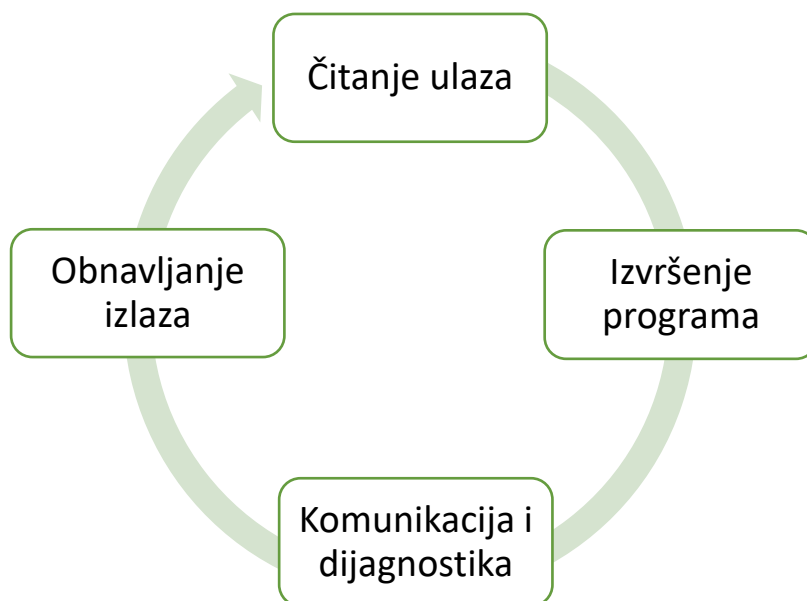 Čitanje ulaza
Obnavljanje
izlaza
Izvršenje
programa
Komunikacija i
dijagnostika